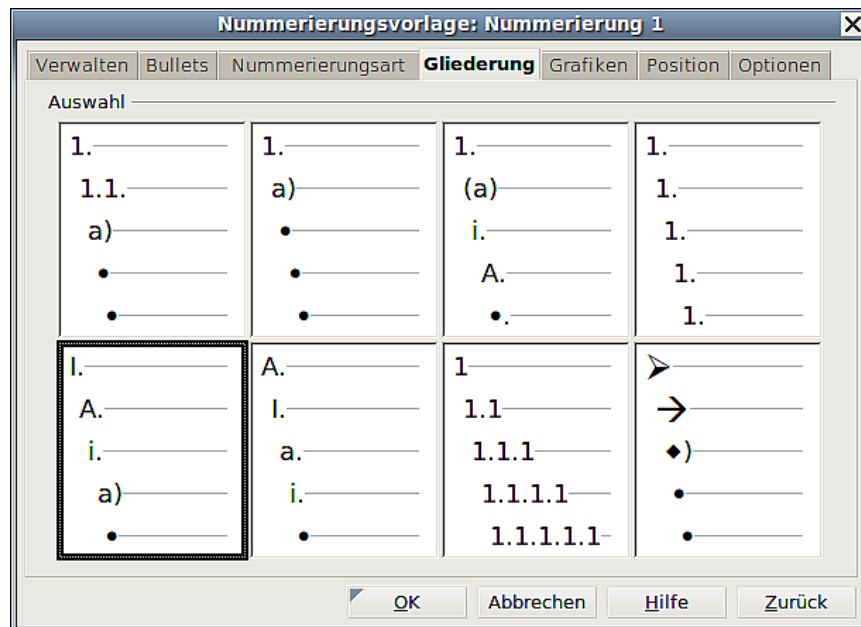 Nummerierungsvorlage: Nummerierung 1
Verwalten Bullets Nummerierungsart Gliederung Grafiken Position Optionen
Auswahl
1.
1.1.
a)
•
•
1.
a)
•
•
•
1.
(a)
i.
A.
•.
1.
1.
1.
1.
1.
I.
A.
i.
a)
•
A.
I.
a.
i.
•
1
1.1
1.1.1
1.1.1.1
1.1.1.1.1
➢
→
◆)
•
•
OK Abbrechen Hilfe Zurück